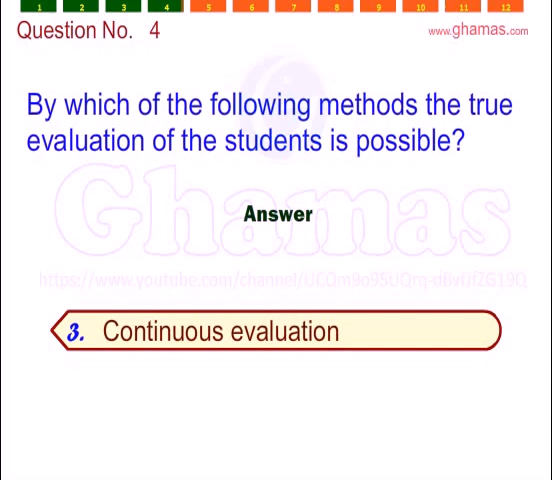 1 2 3 4 5 6 7 8 9 10 11 12
Question No. 4 www.ghamas.com
By which of the following methods the true
evaluation of the students is possible?
Ghamas
Answer
3. Continuous evaluation